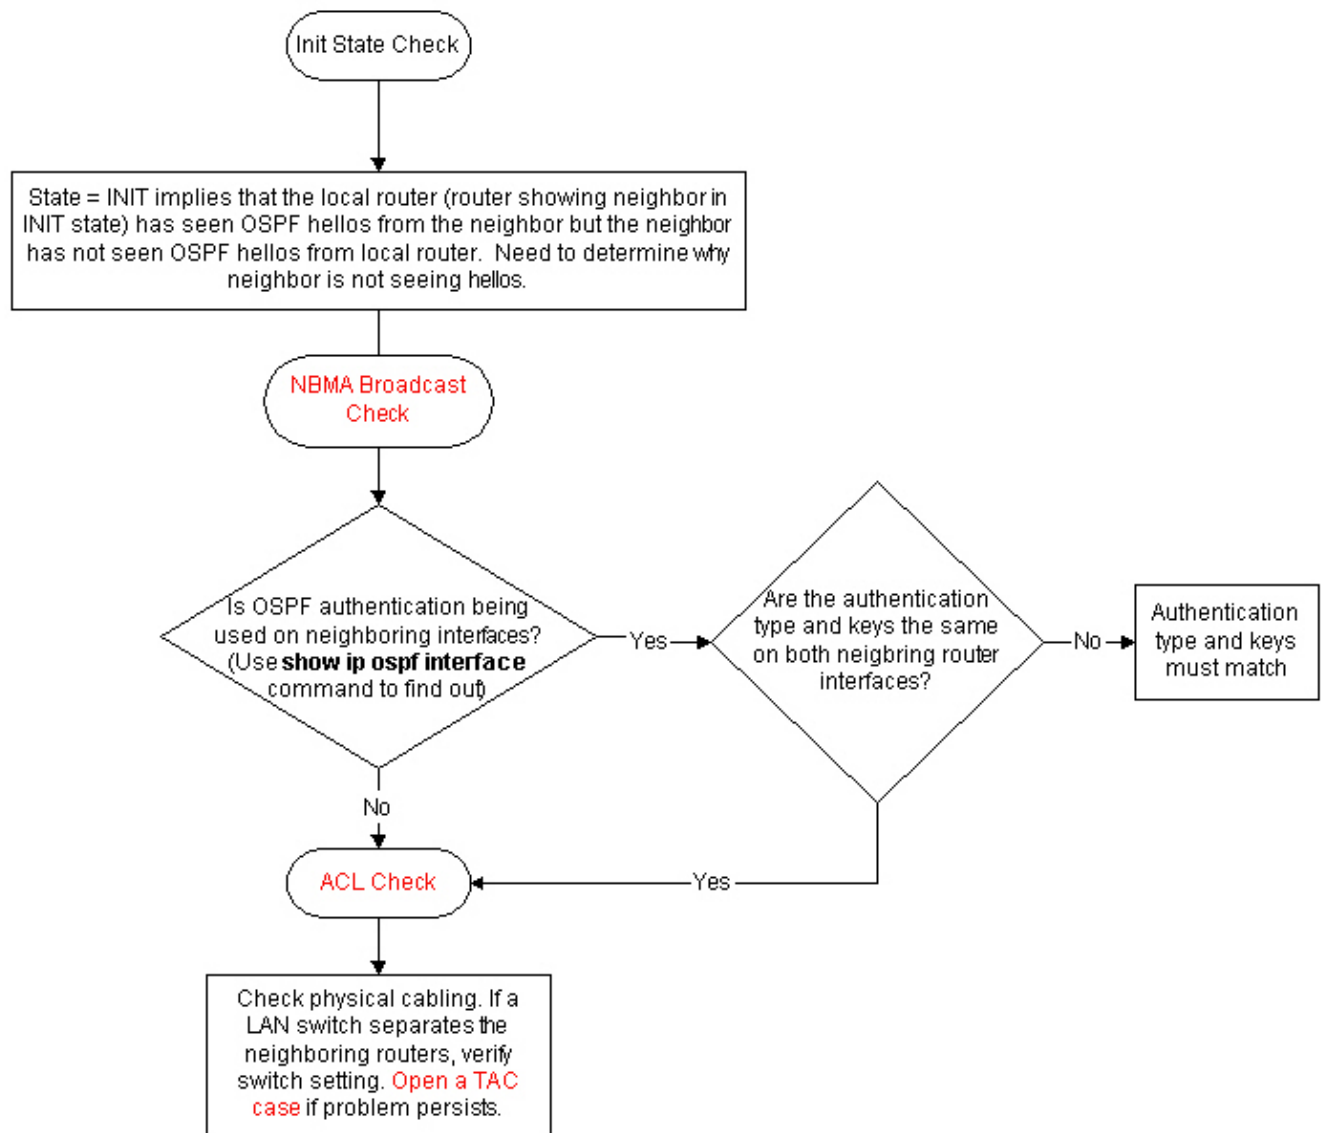 Init State Check
State = INIT implies that the local router (router showing neighbor in
INIT state) has seen OSPF hellos from the neighbor but the neighbor
has not seen OSPF hellos from local router.  Need to determine why
neighbor is not seeing hellos.
NBMA Broadcast
Check
Is OSPF authentication being
used on neighboring interfaces?
(Use show ip ospf interface
command to find out)
Yes
Are the authentication
type and keys the same
on both neigbring router
interfaces?
No
Authentication
type and keys
must match
No
Yes
ACL Check
Check physical cabling. If a
LAN switch separates the
neighboring routers, verify
switch setting. Open a TAC
case if problem persists.